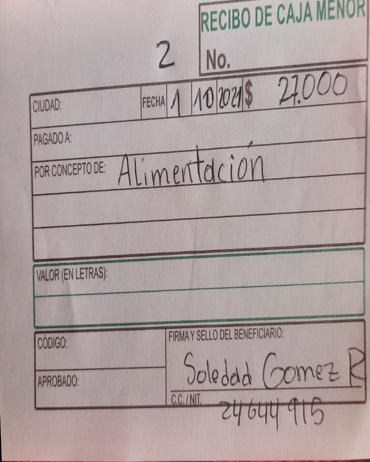 RECIBO DE CAJA MENOR
2 No.
CIUDAD: FECHA 1 10 2021 $ 27.000
PAGADO A:
POR CONCEPTO DE: Alimentación
VALOR (EN LETRAS):
CÓDIGO: FIRMA Y SELLO DEL BENEFICIARIO:
Soledad Gomez R
APROBADO:
C.C. / NIT. 24644915